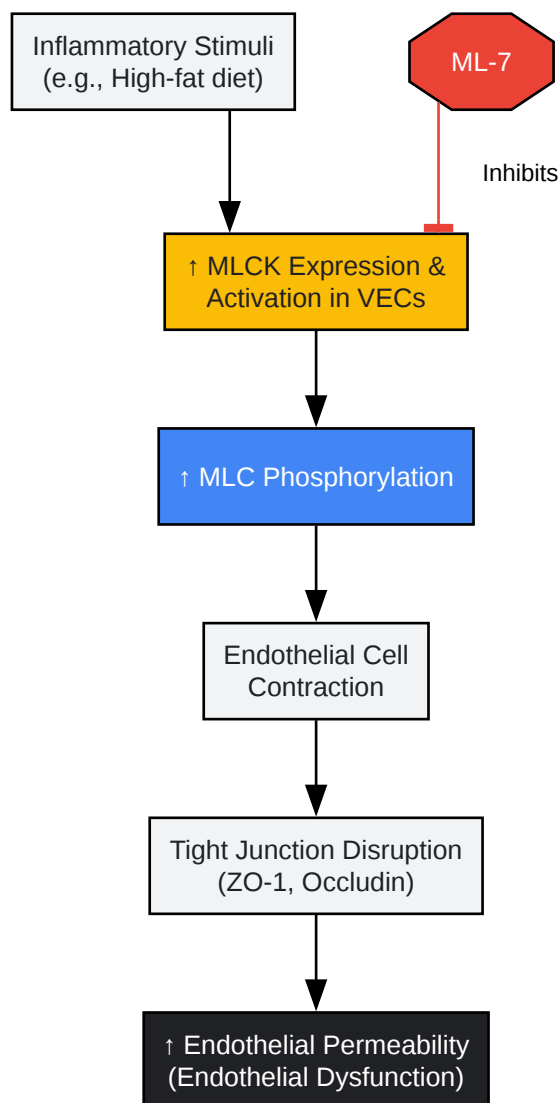 Inflammatory Stimuli
(e.g., High-fat diet)
ML-7
Inhibits
↑ MLCK Expression &
Activation in VECs
↑ MLC Phosphorylation
Endothelial Cell
Contraction
Tight Junction Disruption
(ZO-1, Occludin)
↑ Endothelial Permeability
(Endothelial Dysfunction)